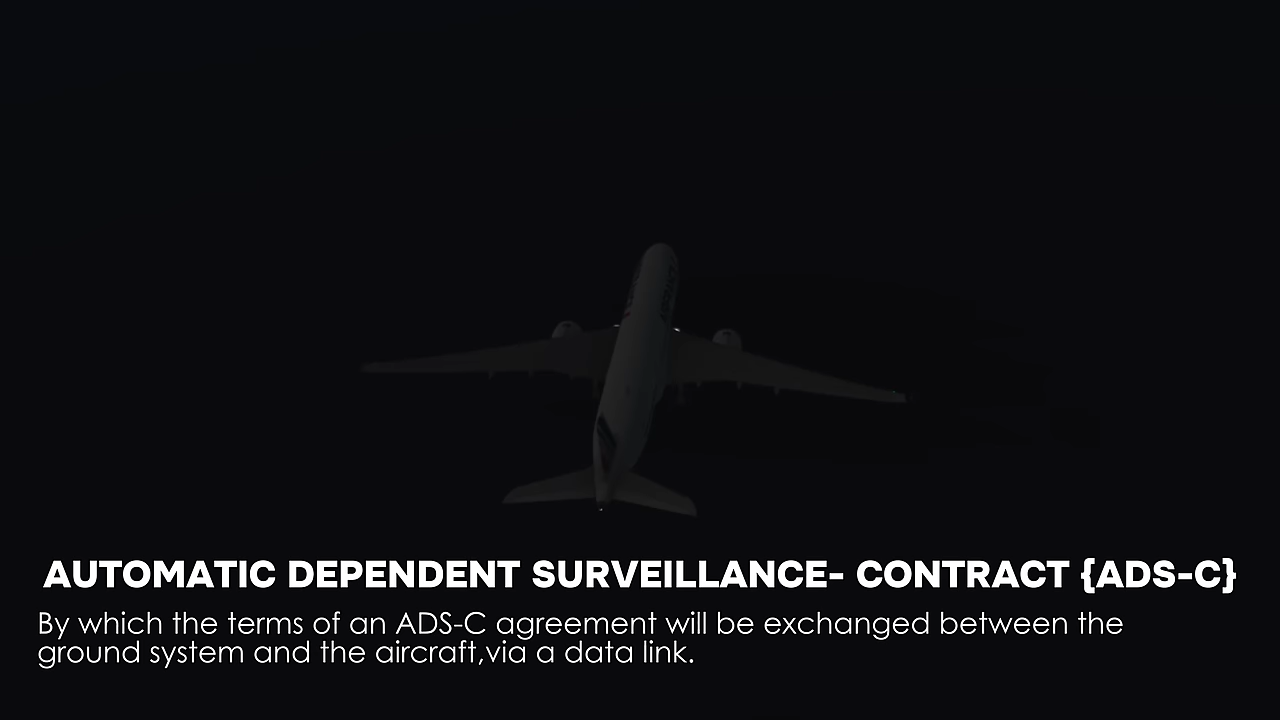 AUTOMATIC DEPENDENT SURVEILLANCE- CONTRACT {ADS-C}
By which the terms of an ADS-C agreement will be exchanged between the
ground system and the aircraft,via a data link.